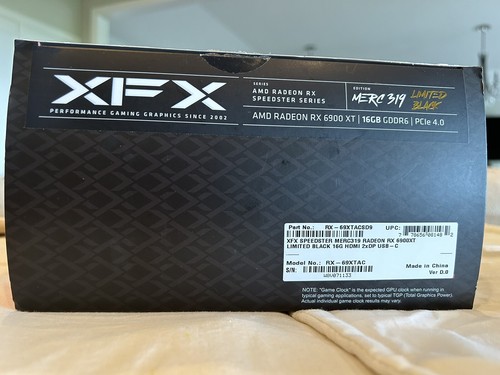 XFX
PERFORMANCE GAMING GRAPHICS SINCE 2002
SERIES
AMD RADEON RX
SPEEDSTER SERIES
EDITION
MERC 319
LIMITED
BLACK
AMD RADEON RX 6900 XT | 16GB GDDR6 | PCIe 4.0
Part No.: RX-69XTACSD9 UPC:
XFX SPEEDSTER MERC319 RADEON RX 6900XT
LIMITED BLACK 16G HDMI 2xDP USB-C
Model No.: RX-69XTAC
S/N:
Made in China
Ver D.0
NOTE: "Game Clock" is the expected GPU clock when running in
typical gaming applications, set to typical TGP (Total Graphics Power).
Actual individual game clock results may vary.